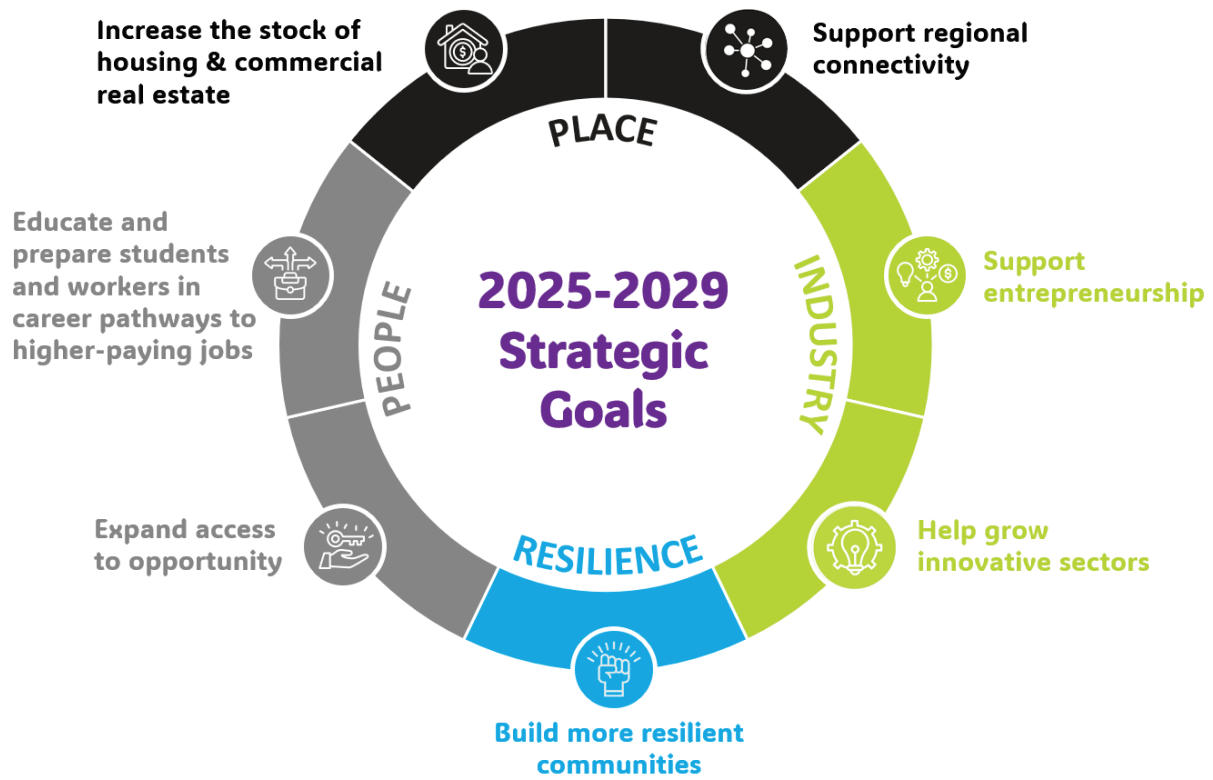 Increase the stock of
housing & commercial
real estate
Support regional
connectivity
PLACE
Educate and
prepare students
and workers in
career pathways to
higher-paying jobs
PEOPLE
2025-2029
Strategic
Goals
INDUSTRY
Support
entrepreneurship
Expand access
to opportunity
RESILIENCE
Help grow
innovative sectors
Build more resilient
communities
$
$